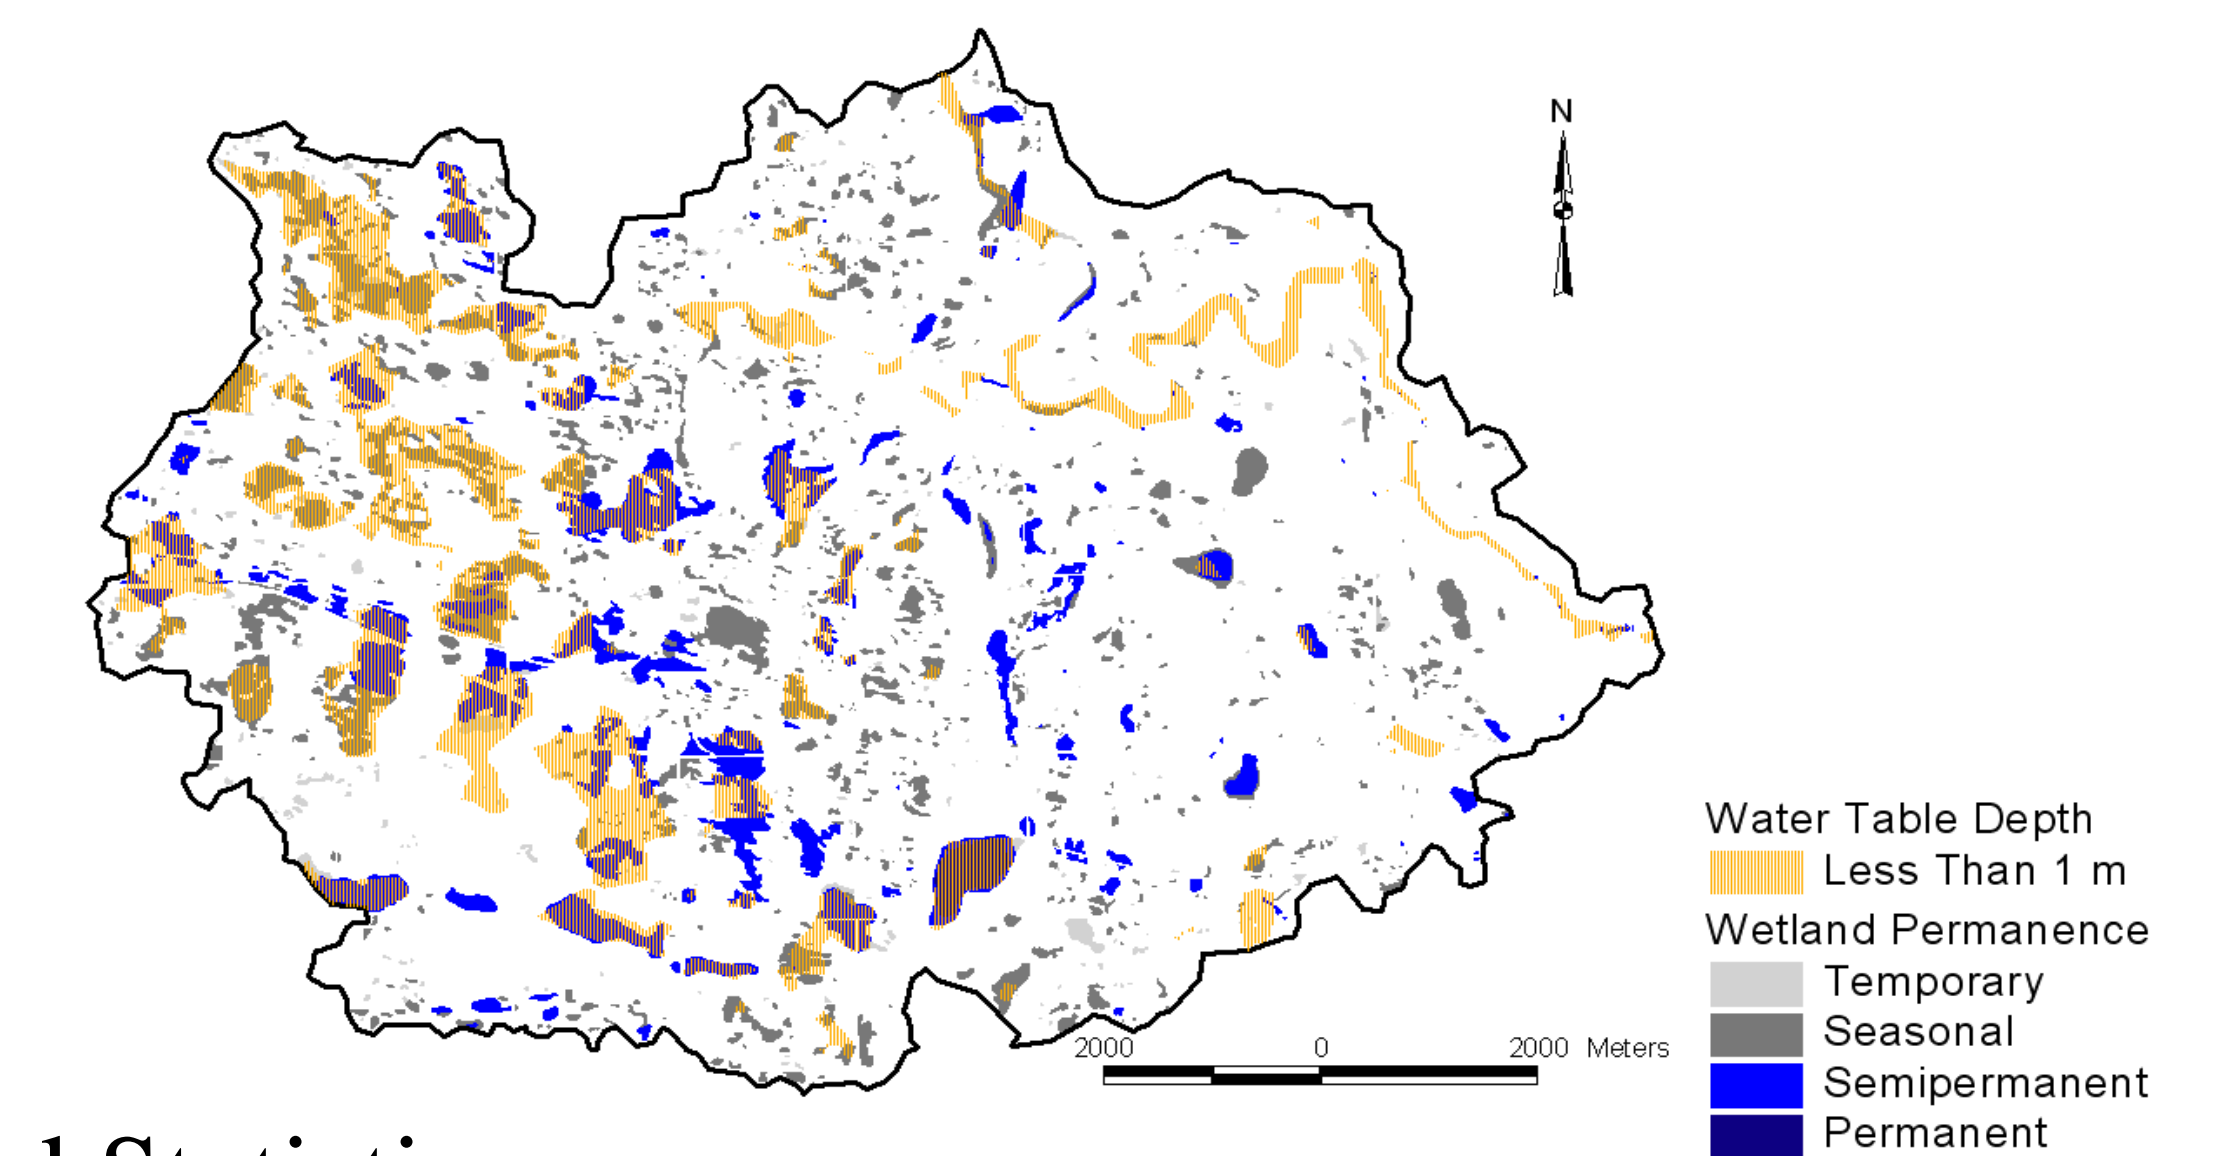 N
Water Table Depth
Less Than 1 m
Wetland Permanence
Temporary
Seasonal
Semipermanent
Permanent
2000 0 2000 Meters